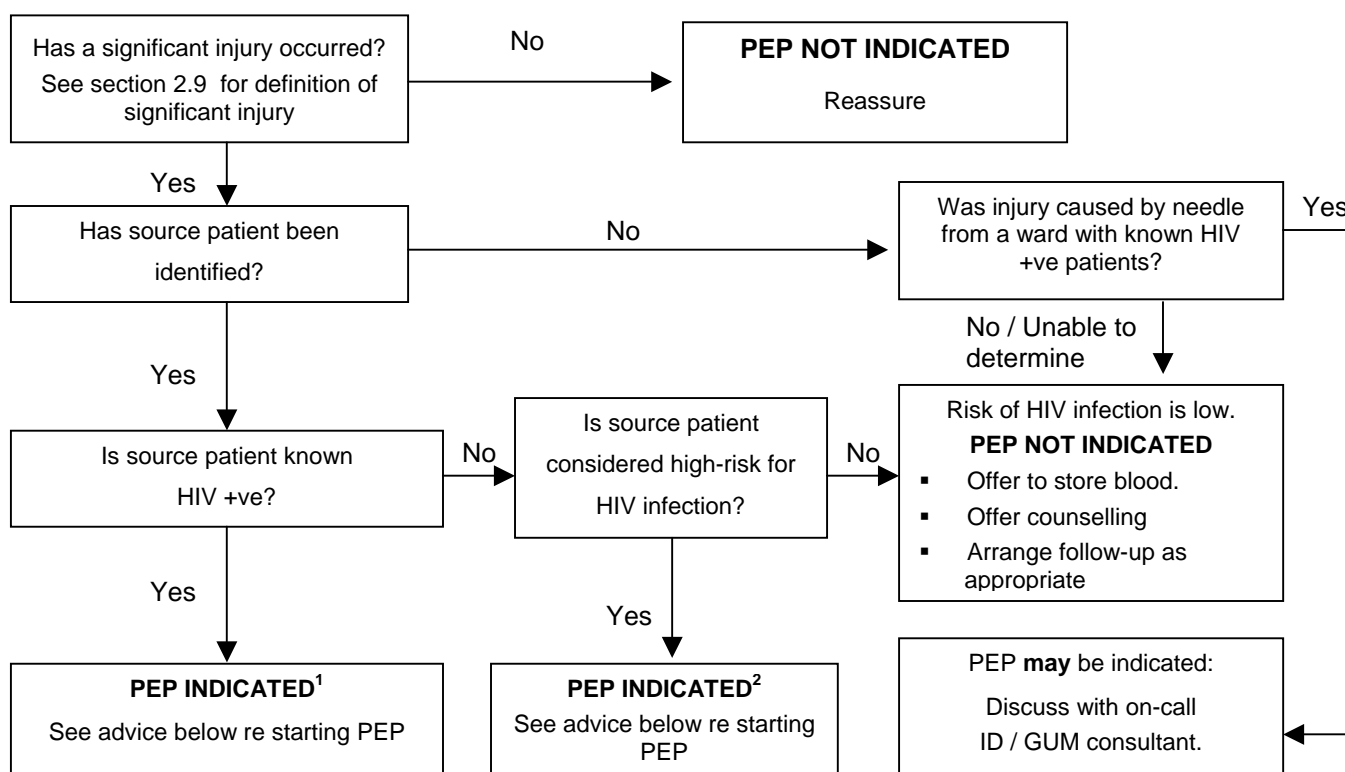 Has a significant injury occurred?
See section 2.9 for definition of
significant injury
No
PEP NOT INDICATED
Reassure
Yes
Has source patient been
identified?
No
Was injury caused by needle
from a ward with known HIV
+ve patients?
Yes
No / Unable to
determine
Yes
Is source patient known
HIV +ve?
No
Is source patient
considered high-risk for
HIV infection?
No
Risk of HIV infection is low.
PEP NOT INDICATED
▪ Offer to store blood.
▪ Offer counselling
▪ Arrange follow-up as
appropriate
Yes
Yes
PEP INDICATED¹
See advice below re starting PEP
PEP INDICATED²
See advice below re starting
PEP
PEP may be indicated:
Discuss with on-call
ID / GUM consultant.